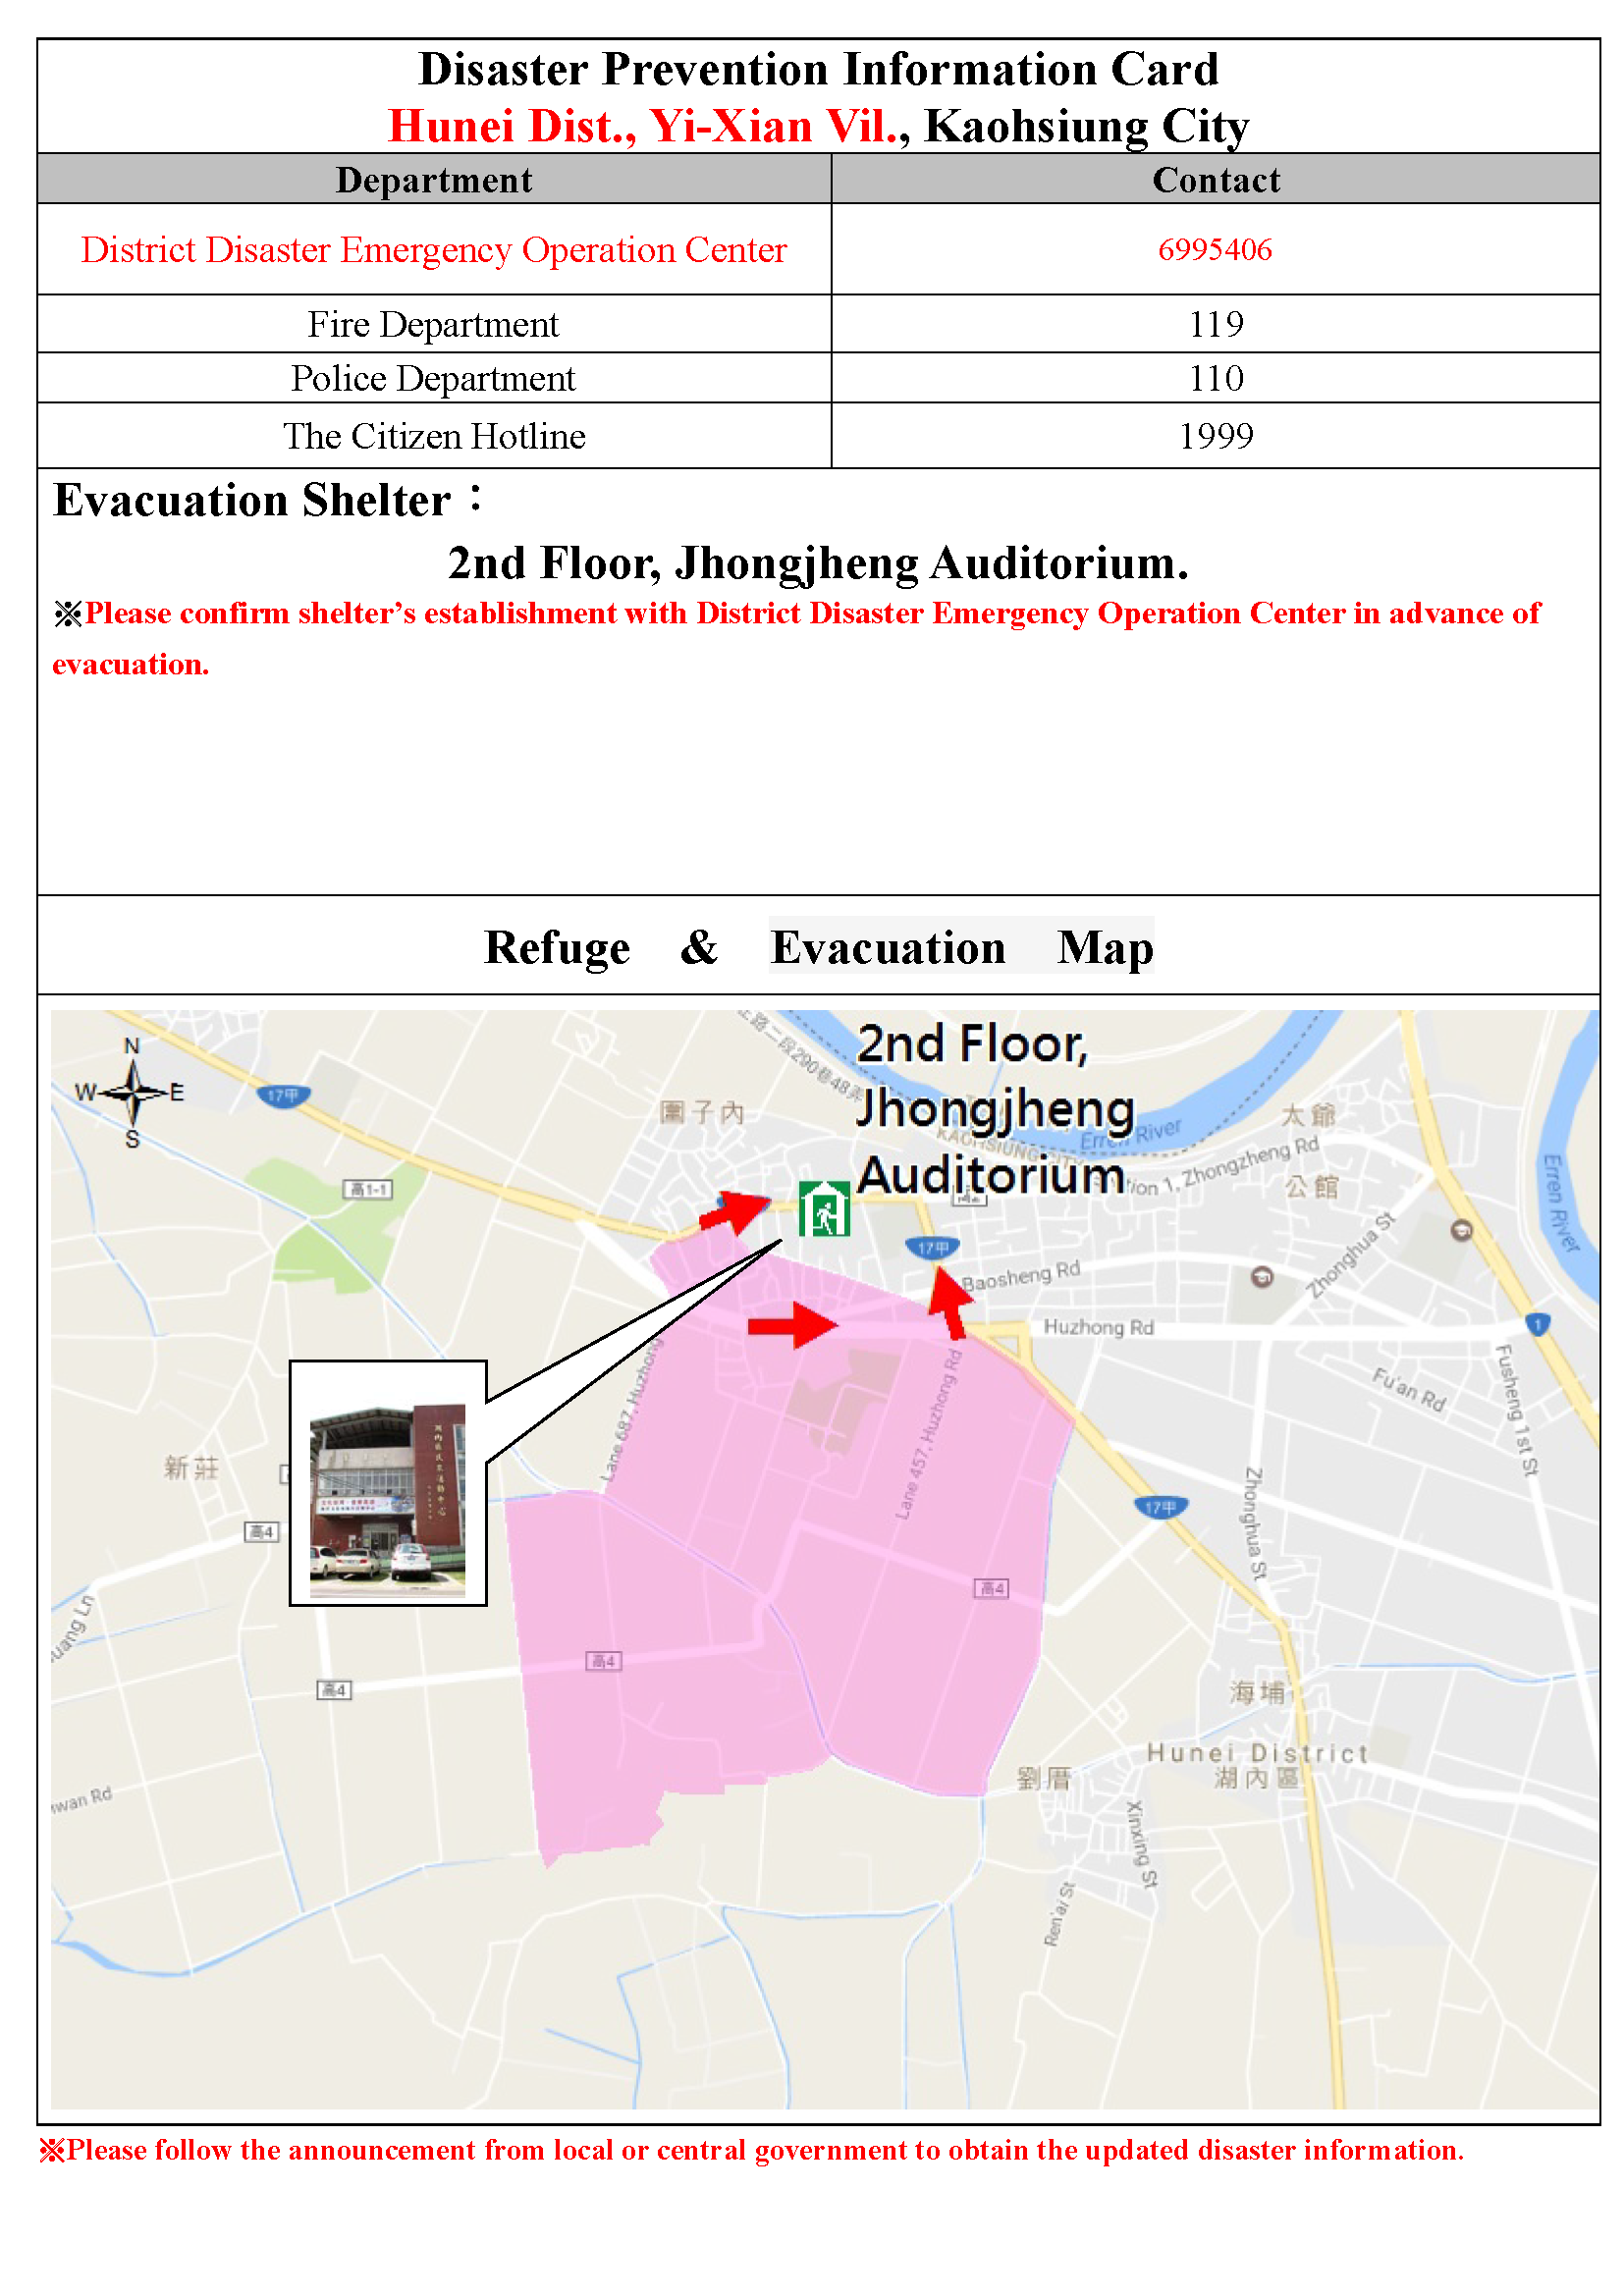 Disaster Prevention Information Card
Hunei Dist., Yi-Xian Vil., Kaohsiung City
Department
Contact
District Disaster Emergency Operation Center
6995406
Fire Department
119
Police Department
110
The Citizen Hotline
1999
Evacuation Shelter：
2nd Floor, Jhongjheng Auditorium.
※Please confirm shelter’s establishment with District Disaster Emergency Operation Center in advance of
evacuation.
Refuge & Evacuation Map
N
W
E
S
17甲
高1-1
圍子內
2nd Floor,
Jhongjheng
Auditorium
Erren River
太爺
Zhongzheng Rd
公館
Erren River
Zhonghua St
17甲
Baosheng Rd
Huzhong Rd
1
Fu'an Rd
Fusheng 1st St
Lane 687, Huzhong
Lane 457, Huzhong Rd
新莊
高4
17甲
Zhonghua St
高4
高4
高4
海埔
Hunei District
湖內區
劉厝
Xinxing St
Ren'ai St
wan Rd
※Please follow the announcement from local or central government to obtain the updated disaster information.